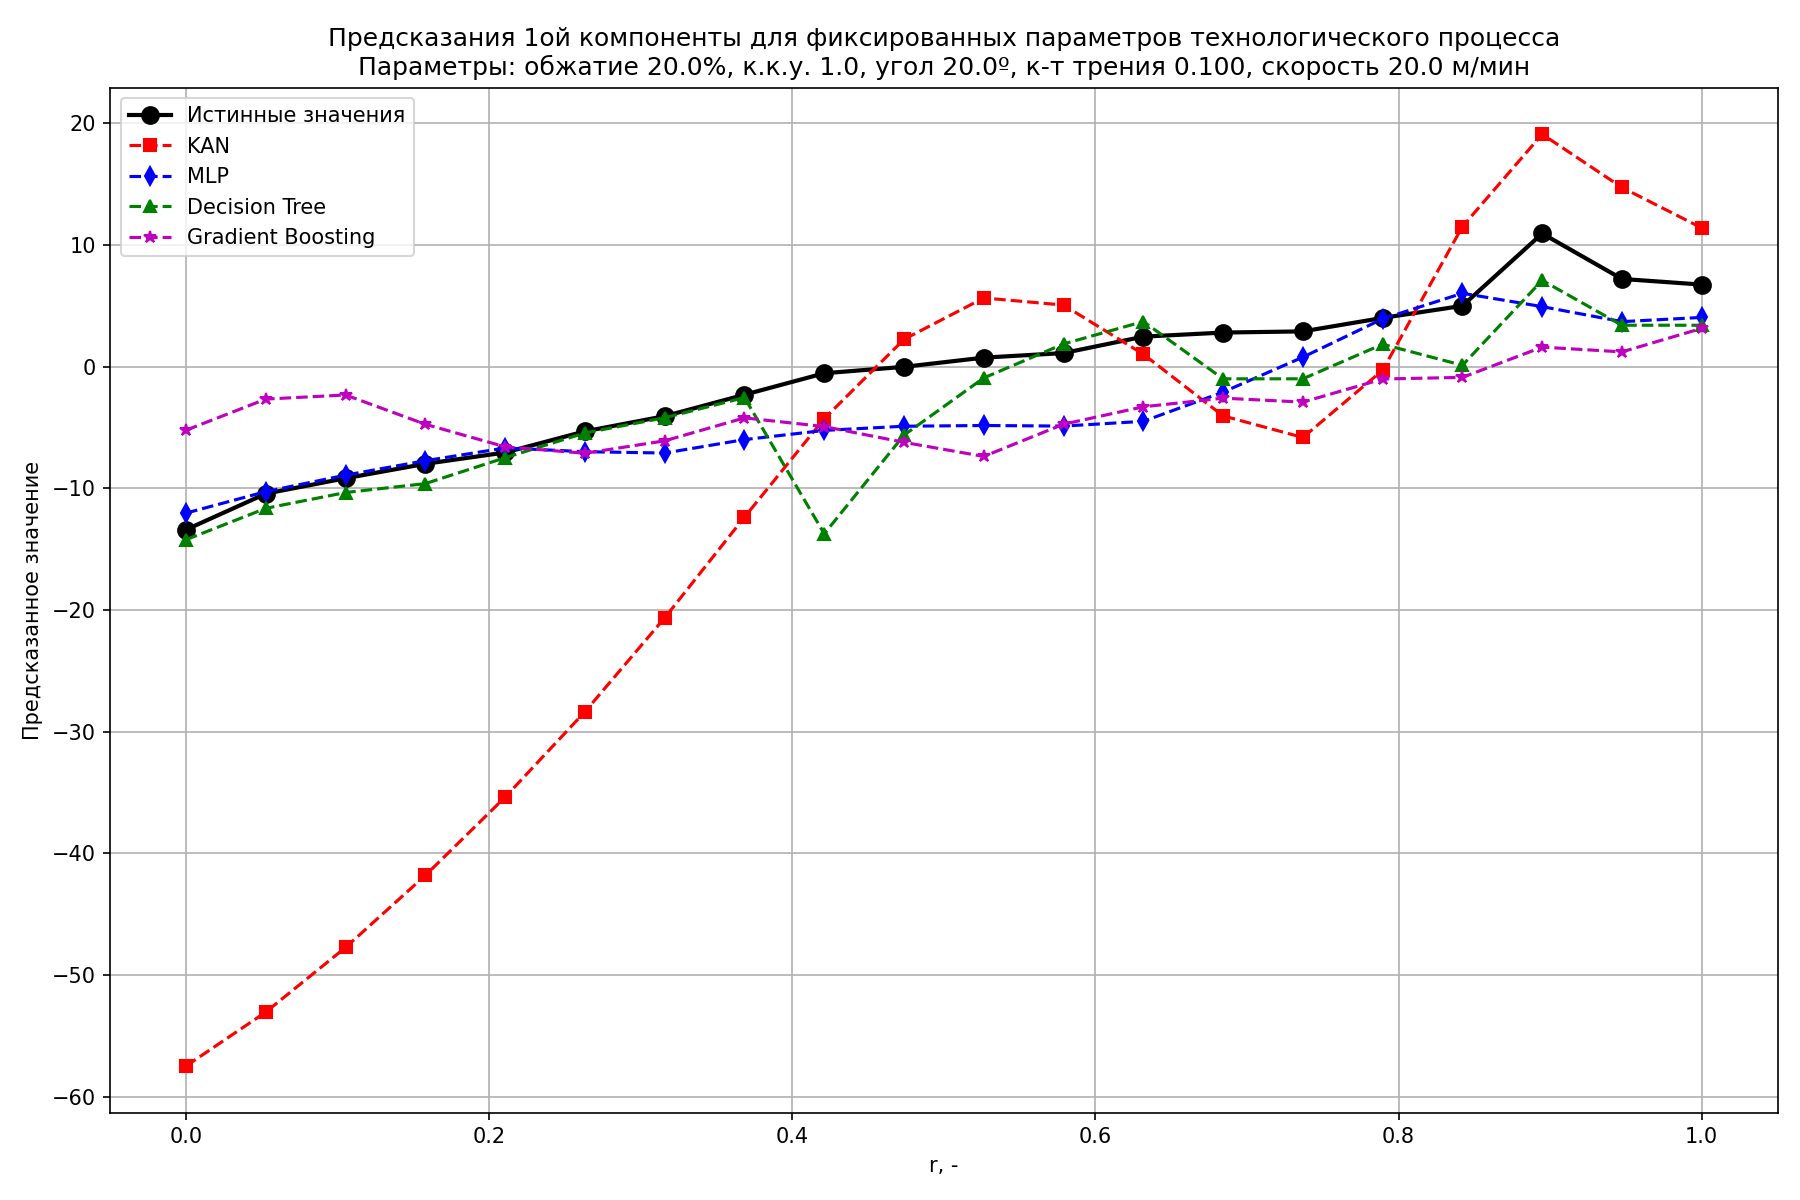 Предсказания 1ой компоненты для фиксированных параметров технологического процесса
Параметры: обжатие 20.0%, к.к.у. 1.0, угол 20.0º, к-т трения 0.100, скорость 20.0 м/мин
Истинные значения
KAN
MLP
Decision Tree
Gradient Boosting
Предсказанное значение
20
10
0
−10
−20
−30
−40
−50
−60
0.0
0.2
0.4
0.6
0.8
1.0
r, -